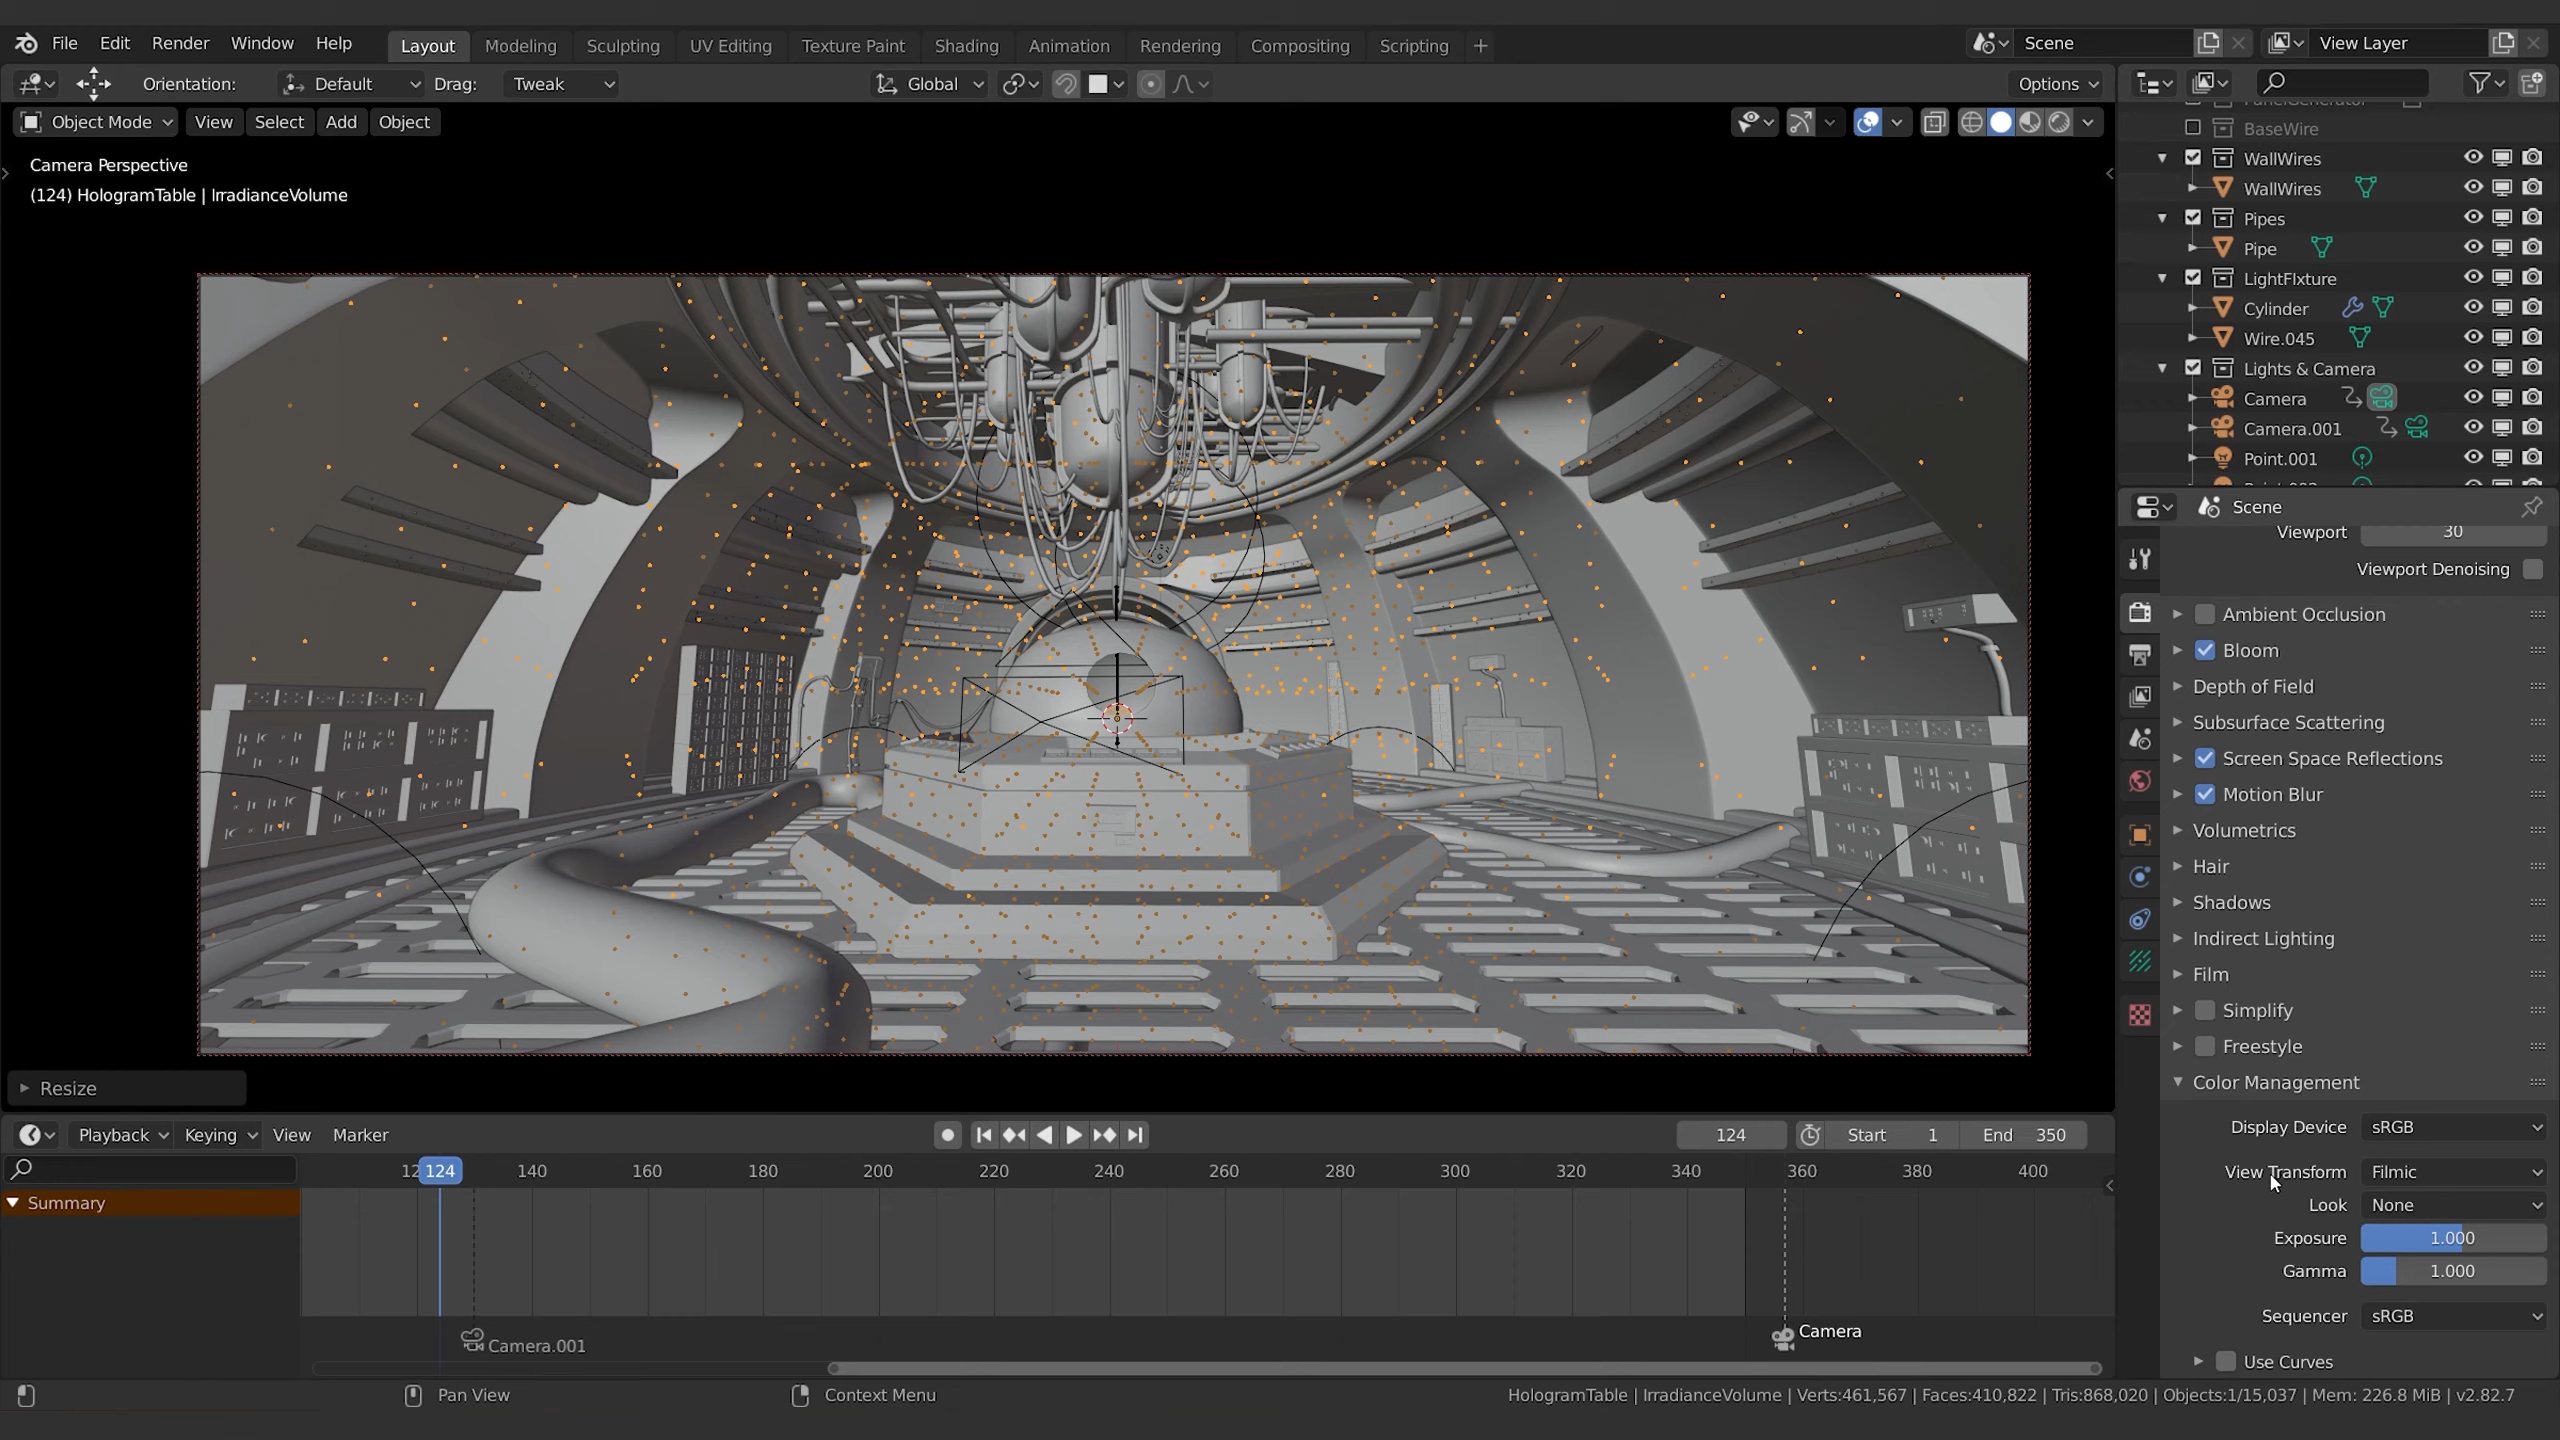 File Edit Render Window Help Layout Modeling Sculpting UV Editing Texture Paint Shading Animation Rendering Compositing Scripting + Scene View Layer
Orientation: Default Drag: Tweak Global Options
Object Mode View Select Add Object
Camera Perspective
(124) HologramTable | IrradianceVolume
BaseWire
WallWires
WallWires
Pipes
Pipe
LightFIxture
Cylinder
Wire.045
Lights & Camera
Camera
Camera.001
Point.001
Scene
Viewport 30
Viewport Denoising
Ambient Occlusion
Bloom
Depth of Field
Subsurface Scattering
Screen Space Reflections
Motion Blur
Volumetrics
Hair
Shadows
Indirect Lighting
Film
Simplify
Freestyle
Color Management
Display Device sRGB
View Transform Filmic
Look None
Exposure 1.000
Gamma 1.000
Sequencer sRGB
Use Curves
Resize
Playback Keying View Marker 124 Start 1 End 350
124 140 160 180 200 220 240 260 280 300 320 340 360 380 400
Summary
Camera.001
Camera
Pan View Context Menu HologramTable | IrradianceVolume | Verts:461,567 | Faces:410,822 | Tris:868,020 | Objects:1/15,037 | Mem: 226.8 MiB | v2.82.7